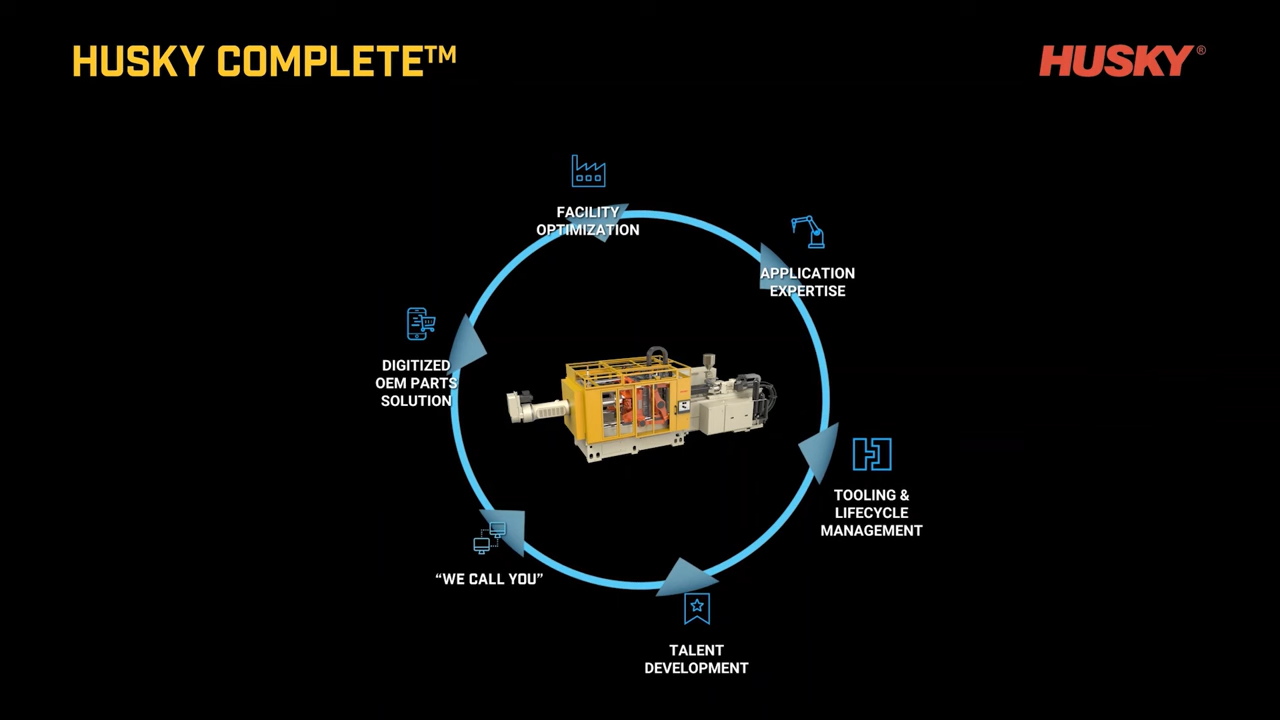 HUSKY COMPLETE™
HUSKY®
FACILITY
OPTIMIZATION
APPLICATION
EXPERTISE
DIGITIZED
OEM PARTS
SOLUTION
TOOLING &
LIFECYCLE
MANAGEMENT
“WE CALL YOU”
TALENT
DEVELOPMENT